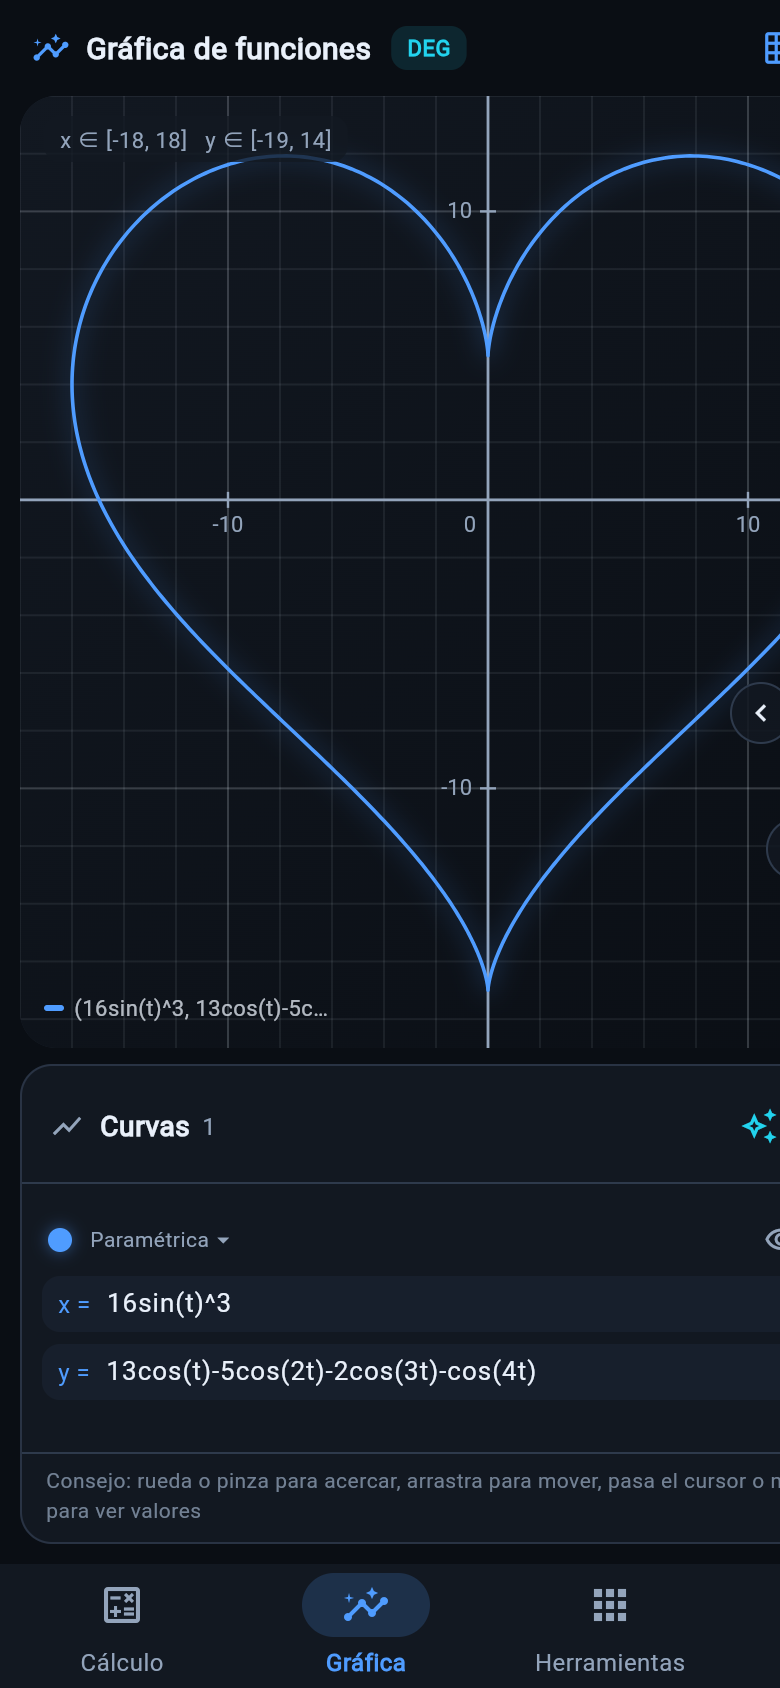 Gráfica de funciones DEG
x ∈ [-18, 18] y ∈ [-19, 14]
10
-10 0 10
-10
(16sin(t)^3, 13cos(t)-5c...
Curvas 1
Paramétrica
x = 16sin(t)^3
y = 13cos(t)-5cos(2t)-2cos(3t)-cos(4t)
Consejo: rueda o pinza para acercar, arrastra para mover, pasa el cursor o
para ver valores
Cálculo Gráfica Herramientas